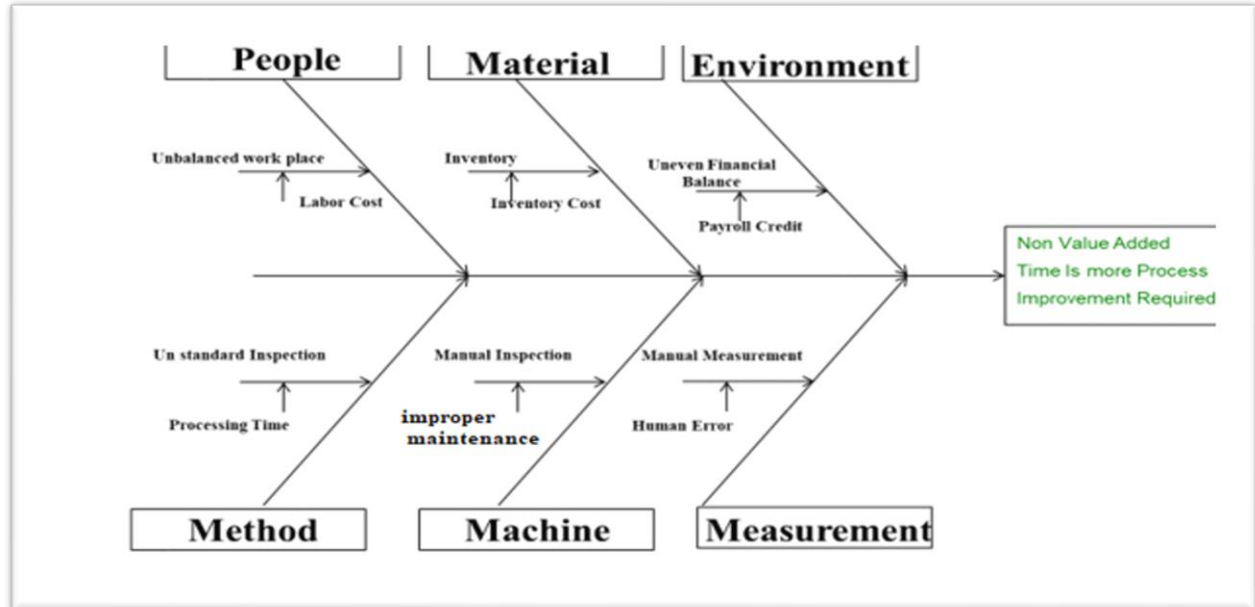 People
Material
Environment
Unbalanced work place
Labor Cost
Inventory
Inventory Cost
Uneven Financial
Balance
Payroll Credit
Non Value Added
Time Is more Process
Improvement Required
Un standard Inspection
Processing Time
Manual Inspection
improper
maintenance
Manual Measurement
Human Error
Method
Machine
Measurement